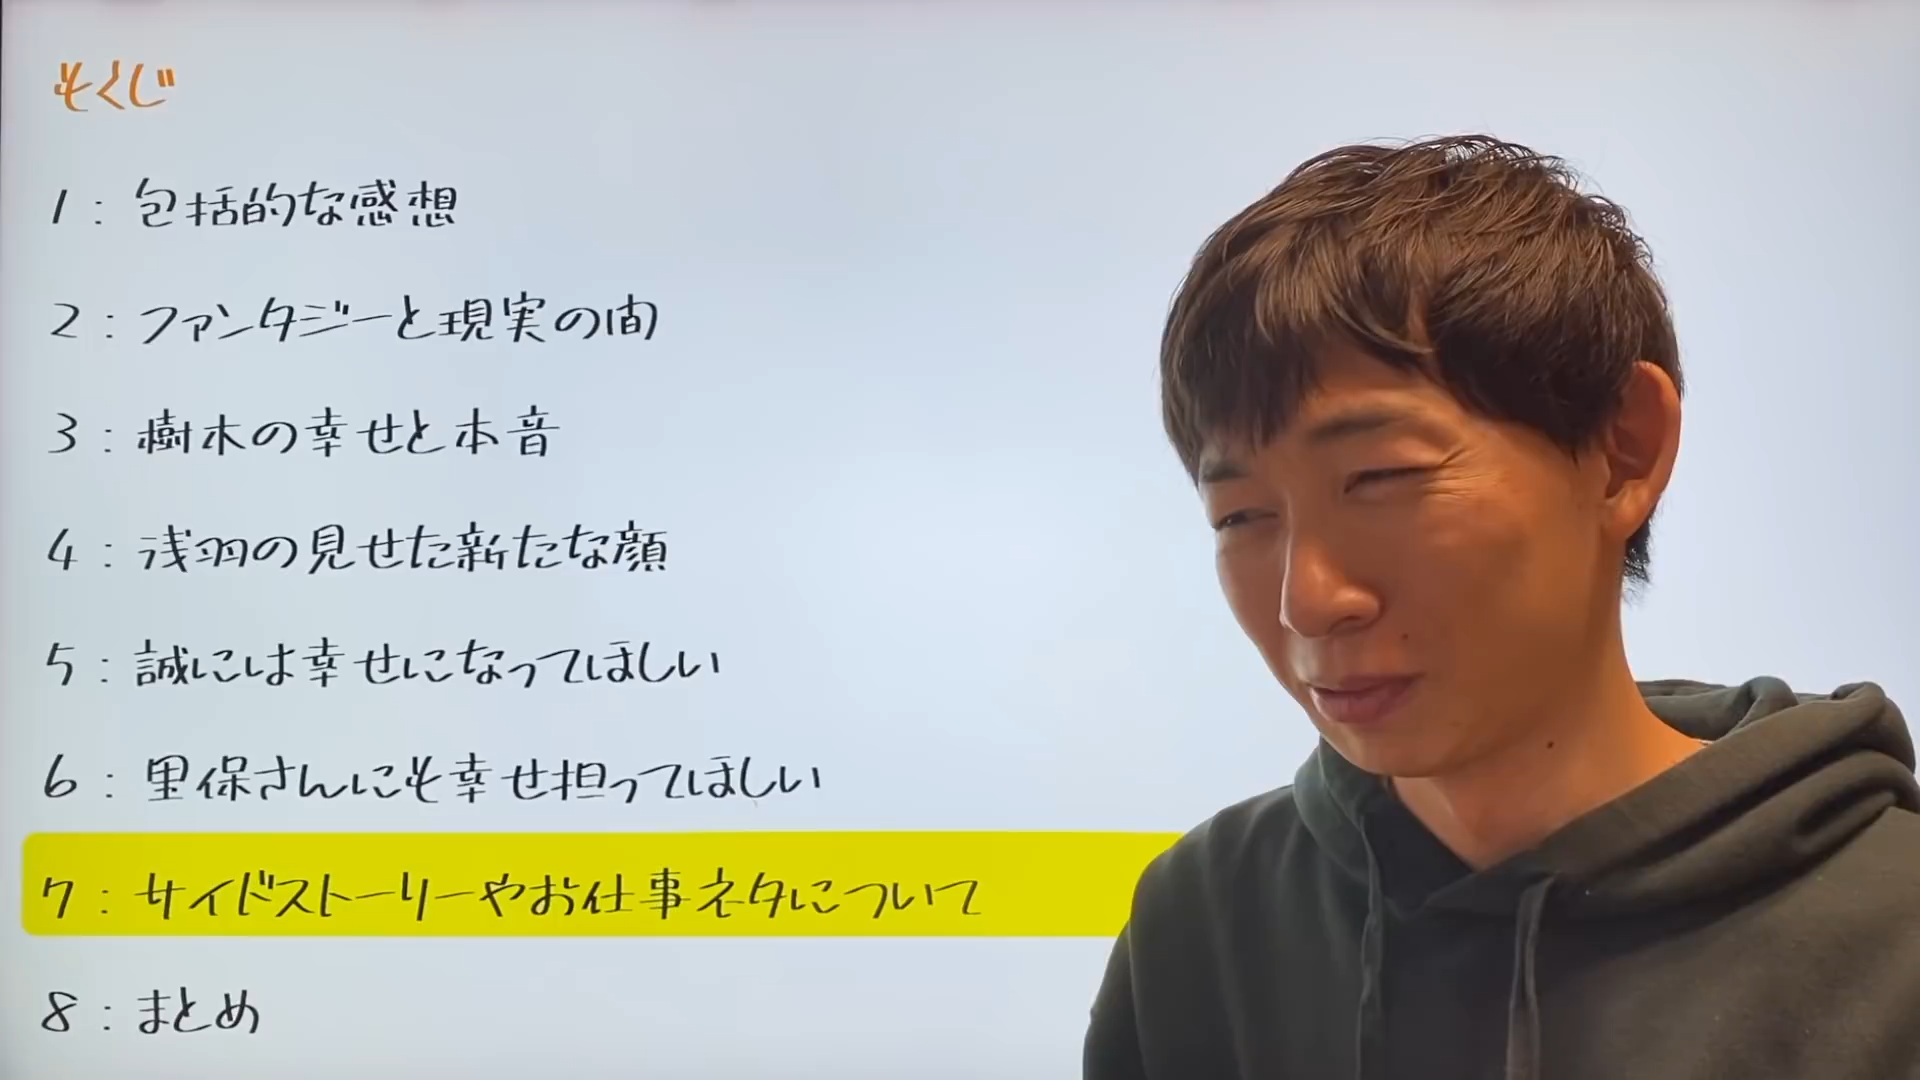 もくじ
1：包括的な感想
2：ファンタジーと現実の間
3：樹木の幸せと本音
4：浅羽の見せた新たな顔
5：誠には幸せになってほしい
6：里保さんにも幸せ担ってほしい
7：サイドストーリーやお仕事ネタについて
8：まとめ